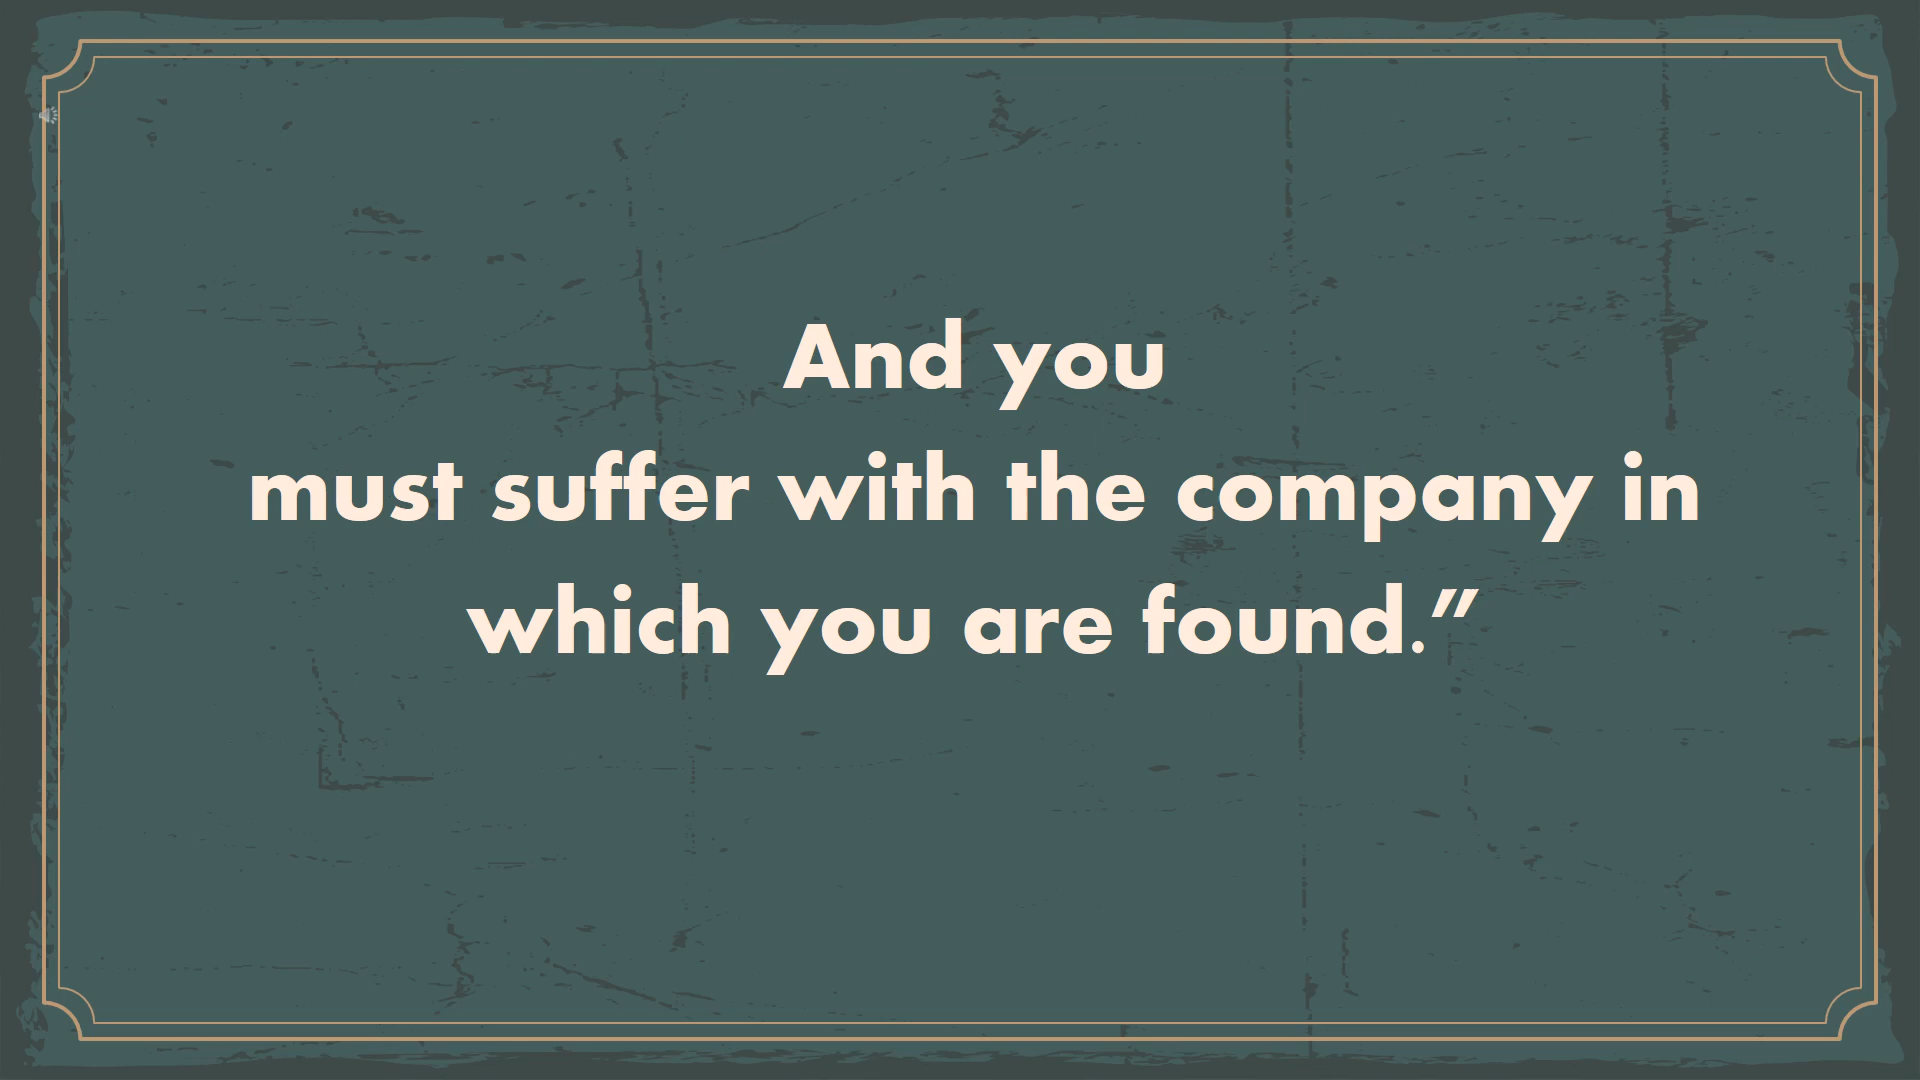 And you
must suffer with the company in
which you are found.”